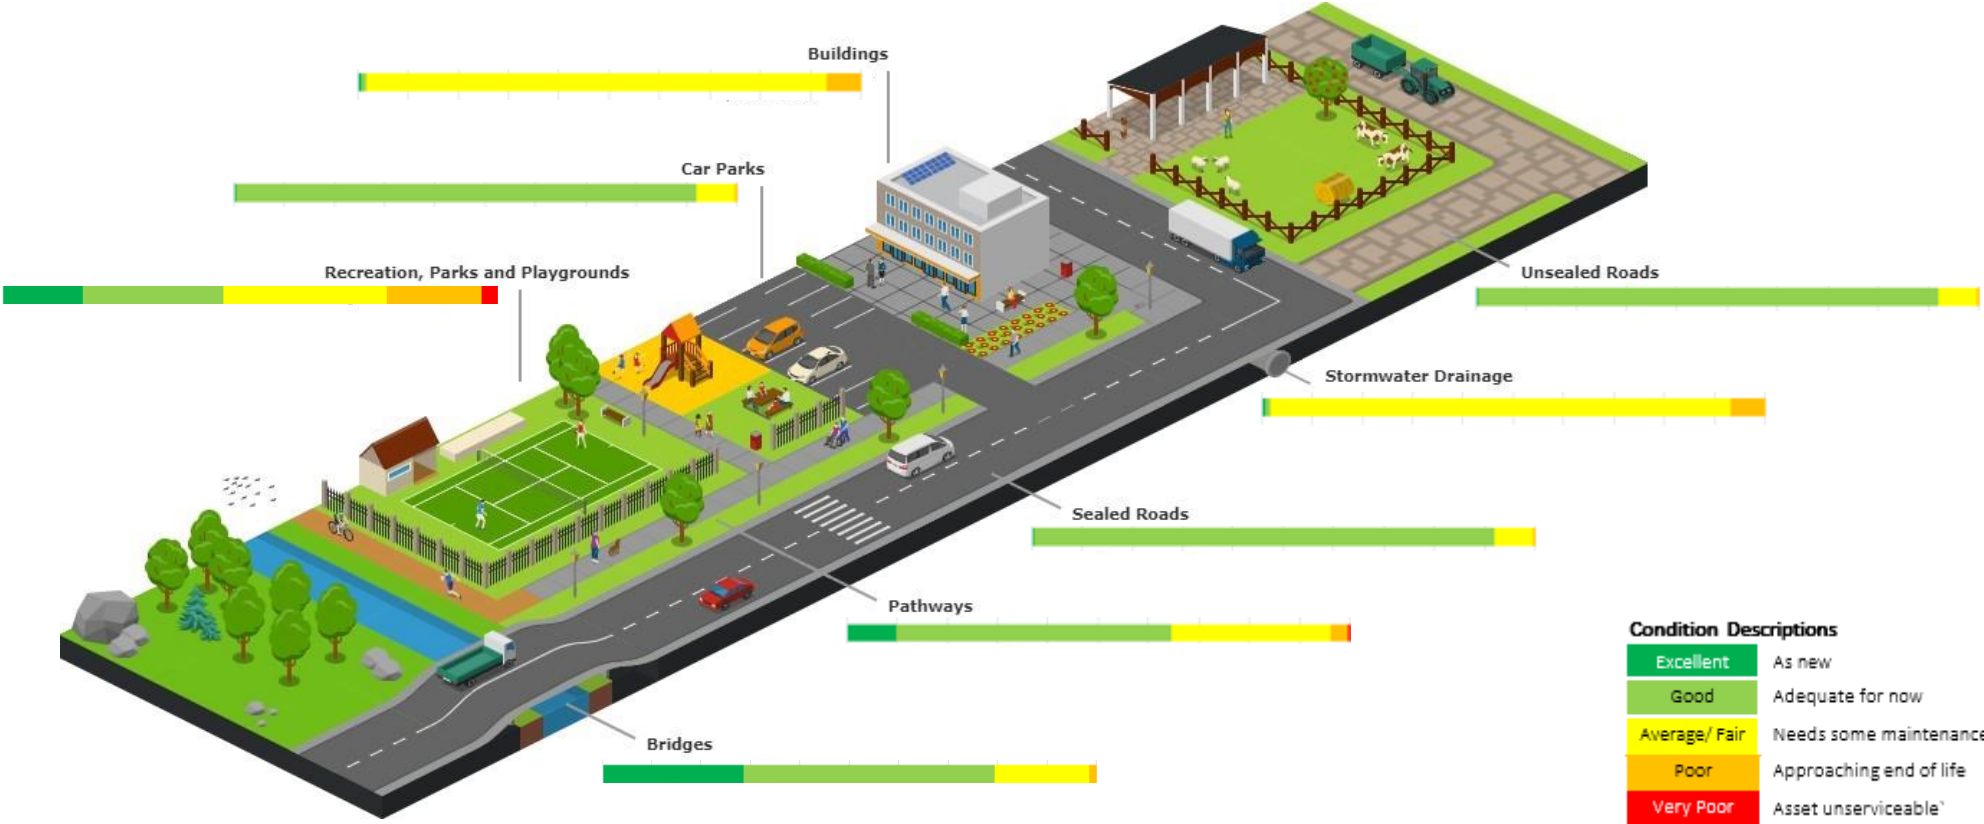 Buildings
Car Parks
Recreation, Parks and Playgrounds
Unsealed Roads
Stormwater Drainage
Sealed Roads
Pathways
Bridges
Condition Descriptions
Excellent As new
Good Adequate for now
Average/ Fair Needs some maintenance
Poor Approaching end of life
Very Poor Asset unserviceable`